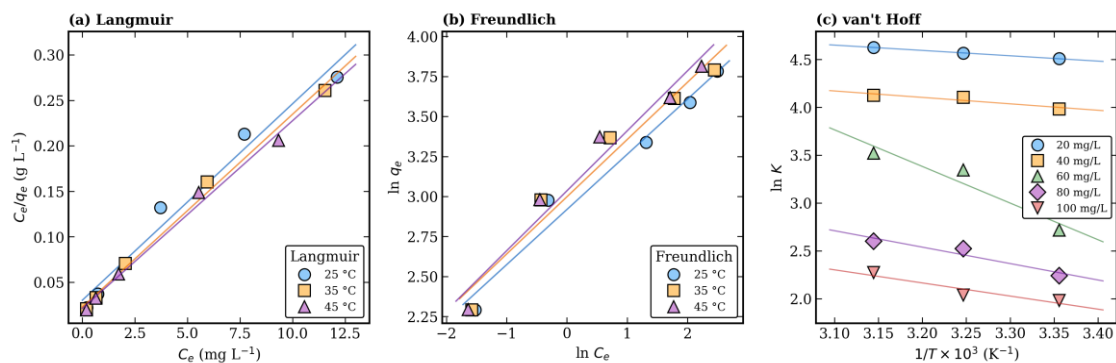 (a) Langmuir
0.30
0.25
0.20
0.15
0.10
0.05
C_e/q_e (g L⁻¹)
0.0
2.5
5.0
7.5
10.0
12.5
C_e (mg L⁻¹)
Langmuir
25 °C
35 °C
45 °C
(b) Freundlich
4.00
3.75
3.50
3.25
3.00
2.75
2.50
2.25
ln q_e
−1
0
1
2
ln C_e
Freundlich
25 °C
35 °C
45 °C
(c) van't Hoff
4.5
4.0
3.5
3.0
2.5
2.0
ln K
3.10
3.15
3.20
3.25
3.30
3.35
3.40
1/T × 10³ (K⁻¹)
20 mg/L
40 mg/L
60 mg/L
80 mg/L
100 mg/L